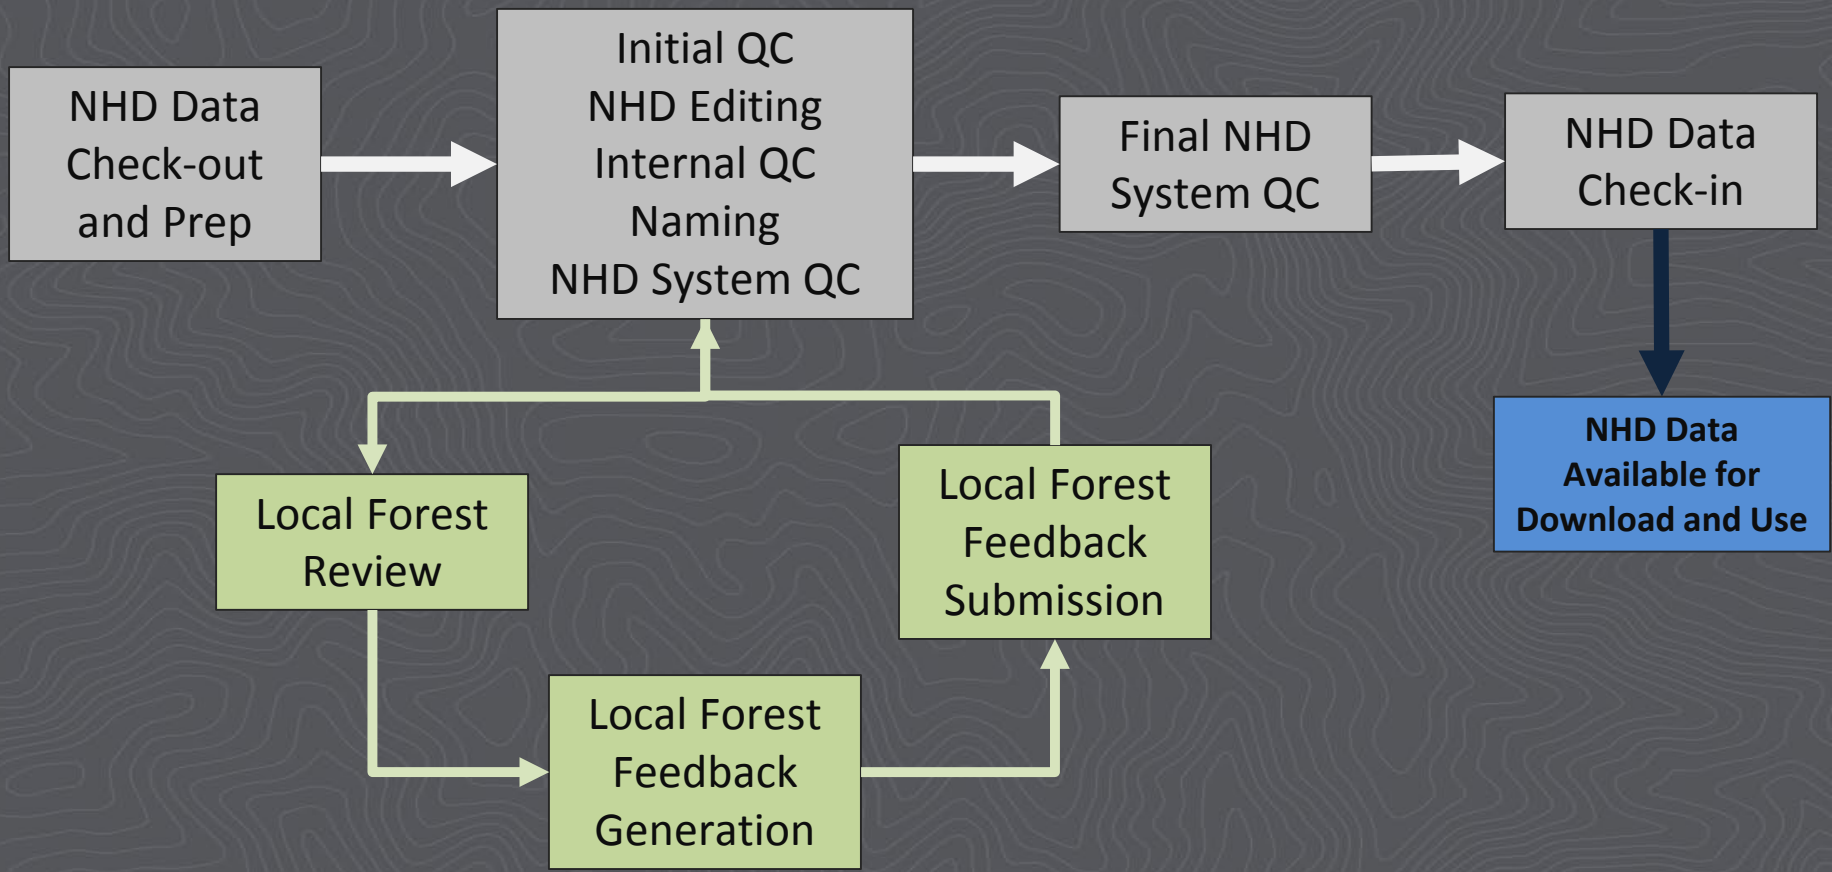 NHD Data
Check-out
and Prep
Initial QC
NHD Editing
Internal QC
Naming
NHD System QC
Final NHD
System QC
NHD Data
Check-in
NHD Data
Available for
Download and Use
Local Forest
Review
Local Forest
Feedback
Generation
Local Forest
Feedback
Submission